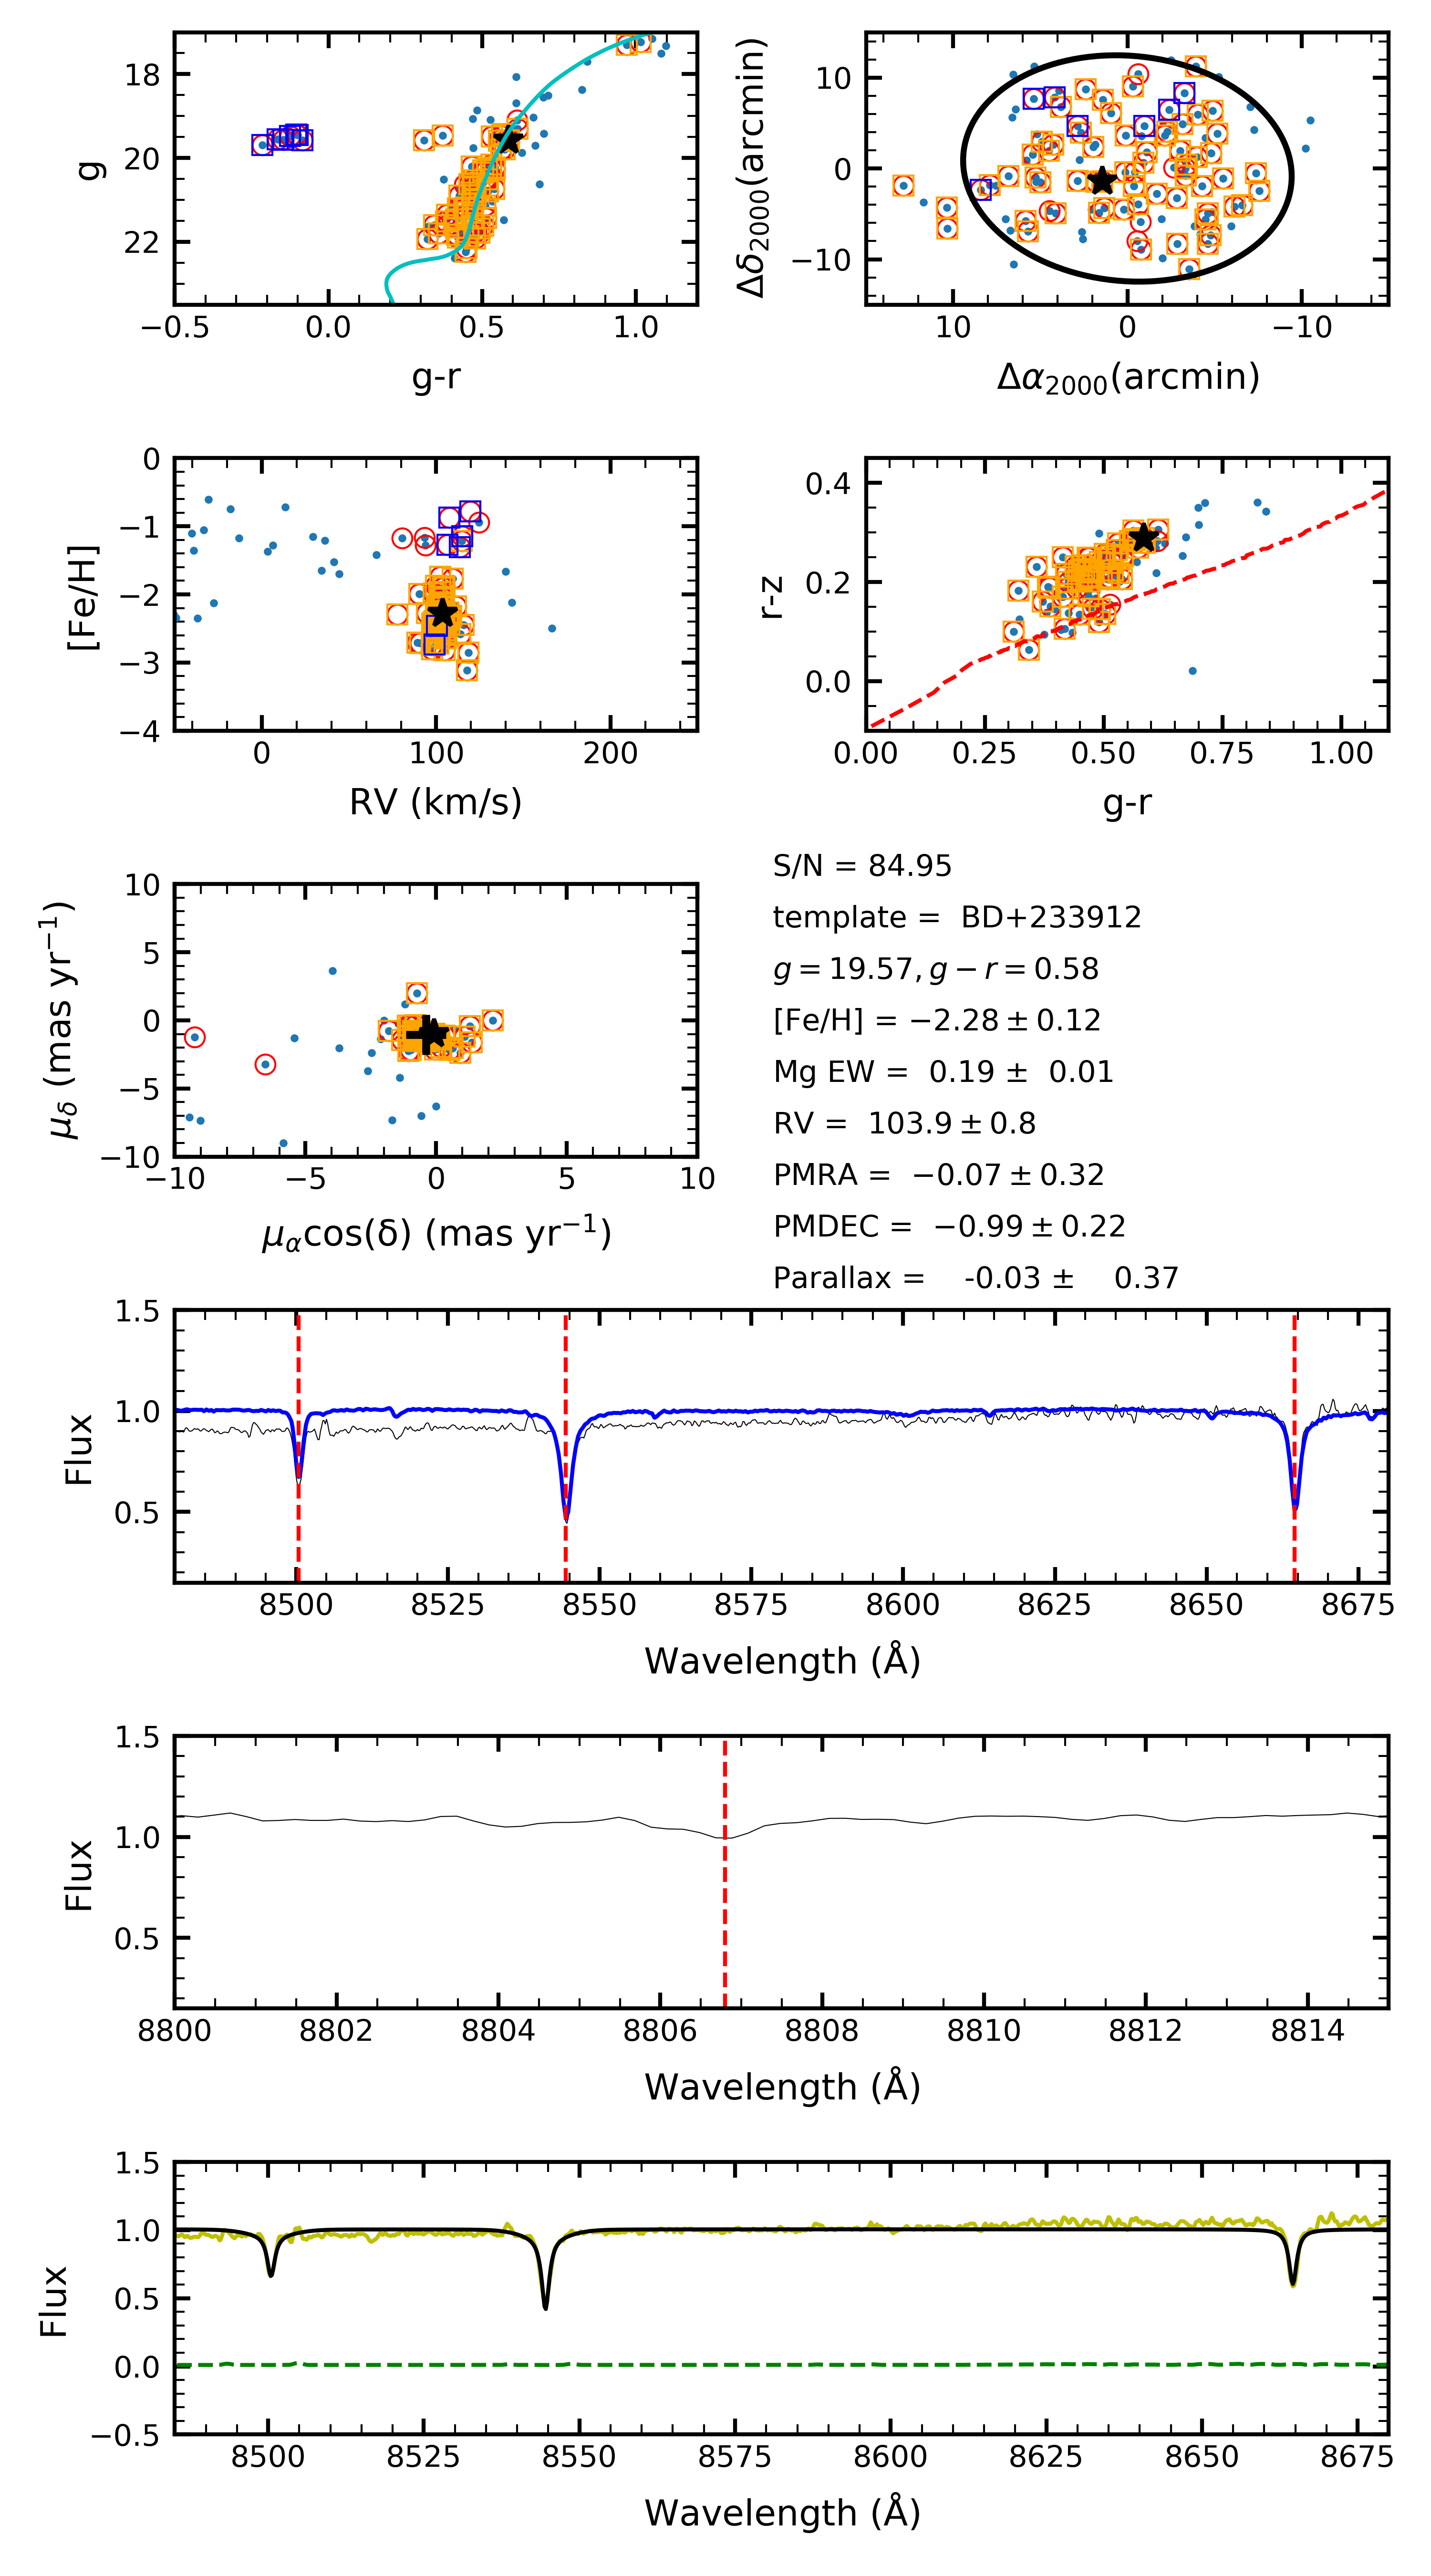 18
20
22
g
−0.5 0.0 0.5 1.0
g-r
10
0
−10
Δδ2000(arcmin)
10 0 −10
Δα2000(arcmin)
0
−1
−2
−3
−4
[Fe/H]
0 100 200
RV (km/s)
0.4
0.2
0.0
r-z
0.00 0.25 0.50 0.75 1.00
g-r
10
5
0
−5
−10
μδ (mas yr−1)
−10 −5 0 5 10
μαcos(δ) (mas yr−1)
S/N = 84.95
template = BD+233912
g = 19.57, g − r = 0.58
[Fe/H] = −2.28 ± 0.12
Mg EW = 0.19 ± 0.01
RV = 103.9 ± 0.8
PMRA = −0.07 ± 0.32
PMDEC = −0.99 ± 0.22
Parallax = -0.03 ± 0.37
1.5
1.0
0.5
Flux
8500 8525 8550 8575 8600 8625 8650 8675
Wavelength (Å)
1.5
1.0
0.5
Flux
8800 8802 8804 8806 8808 8810 8812 8814
Wavelength (Å)
1.5
1.0
0.5
0.0
−0.5
Flux
8500 8525 8550 8575 8600 8625 8650 8675
Wavelength (Å)